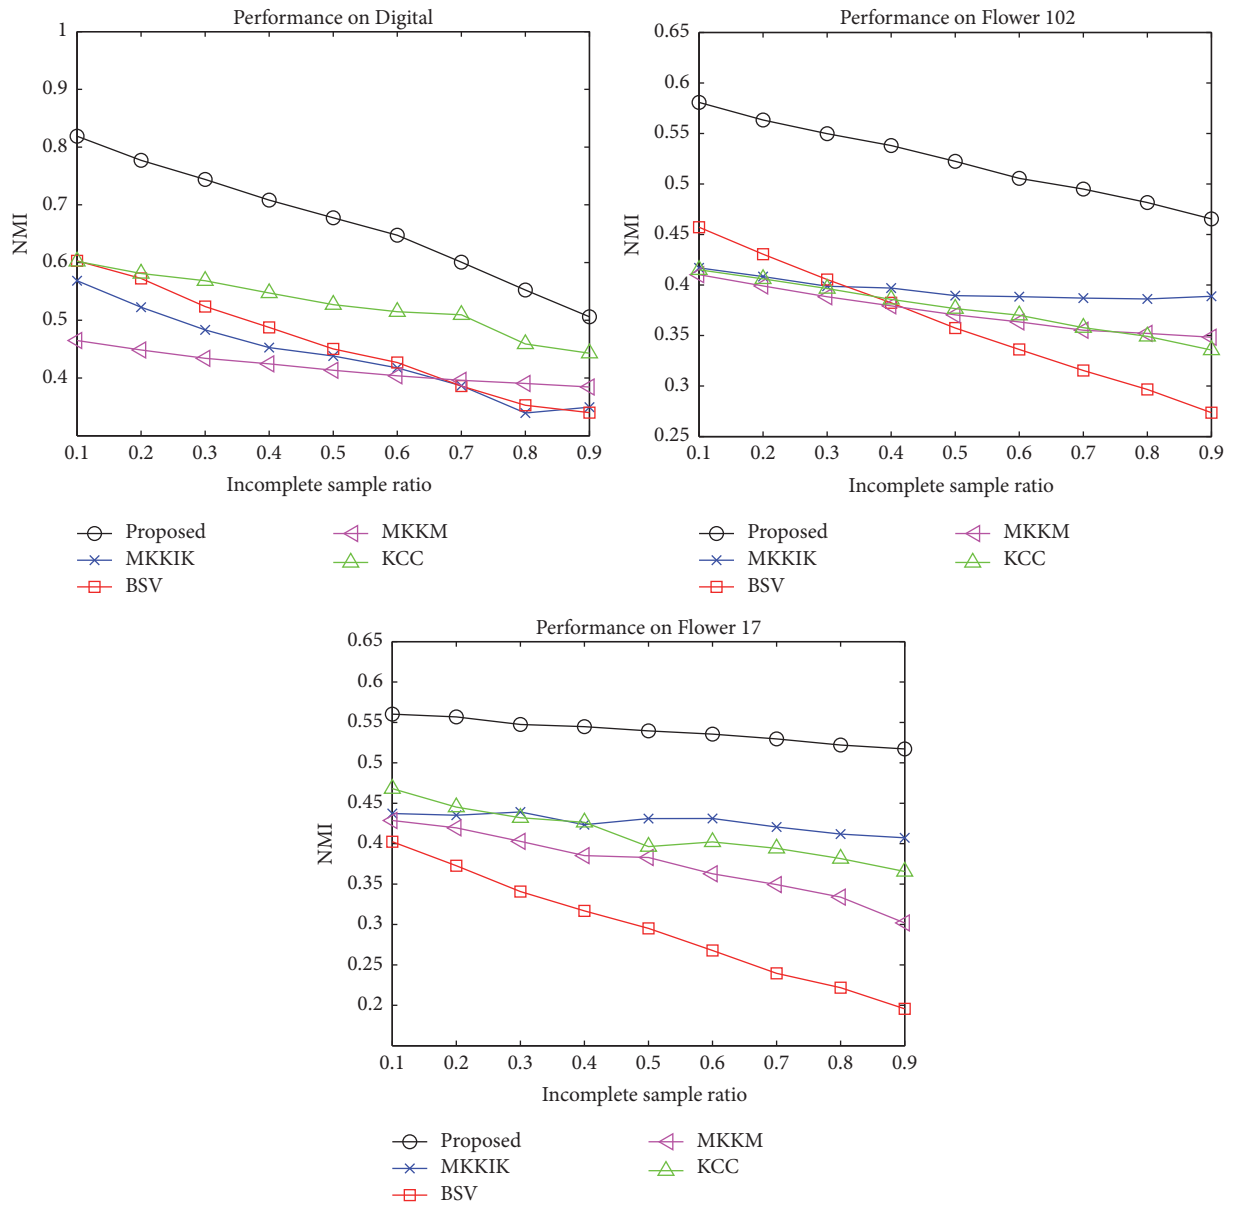 Performance on Digital
1
0.9
0.8
0.7
0.6
0.5
0.4
NMI
0.1 0.2 0.3 0.4 0.5 0.6 0.7 0.8 0.9
Incomplete sample ratio
Proposed
MKKIK
BSV
MKKM
KCC
Performance on Flower 102
0.65
0.6
0.55
0.5
0.45
0.4
0.35
0.3
0.25
NMI
0.1 0.2 0.3 0.4 0.5 0.6 0.7 0.8 0.9
Incomplete sample ratio
Proposed
MKKIK
BSV
MKKM
KCC
Performance on Flower 17
0.65
0.6
0.55
0.5
0.45
0.4
0.35
0.3
0.25
0.2
NMI
0.1 0.2 0.3 0.4 0.5 0.6 0.7 0.8 0.9
Incomplete sample ratio
Proposed
MKKIK
BSV
MKKM
KCC